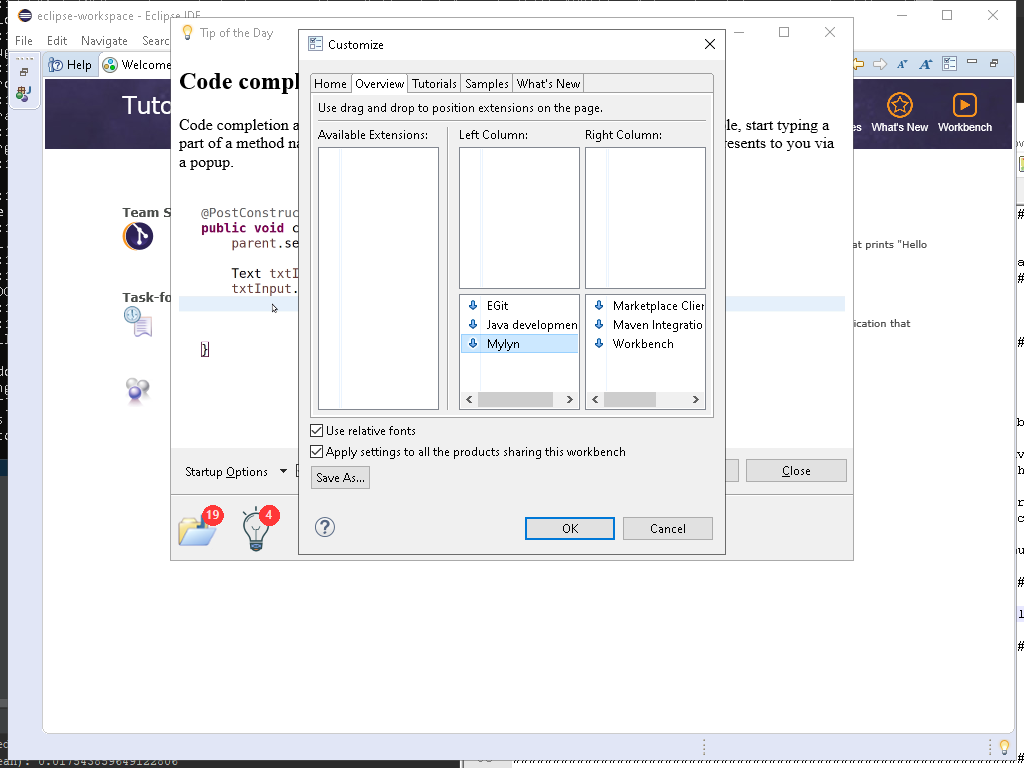 eclipse-workspace - Eclipse IDE
File Edit Navigate Searc
Help
Welcome
Tip of the Day
Customize
Home
Overview
Tutorials
Samples
What's New
Use drag and drop to position extensions on the page.
Available Extensions:
Left Column:
Right Column:
EGit
Java developmen
Mylyn
Marketplace Clier
Maven Integratio
Workbench
Use relative fonts
Apply settings to all the products sharing this workbench
Save As...
OK
Cancel
Code compl
Code completion a
le, start typing a
part of a method na
resents to you via
a popup.
@PostConstruc
public void c
parent.se
Text txtI
txtInput.
}
Startup Options
Close
19
4
Tuto
es
What's New
Workbench
Team S
Task-fo
at prints "Hello
ication that
ean): 0.017543859649122806